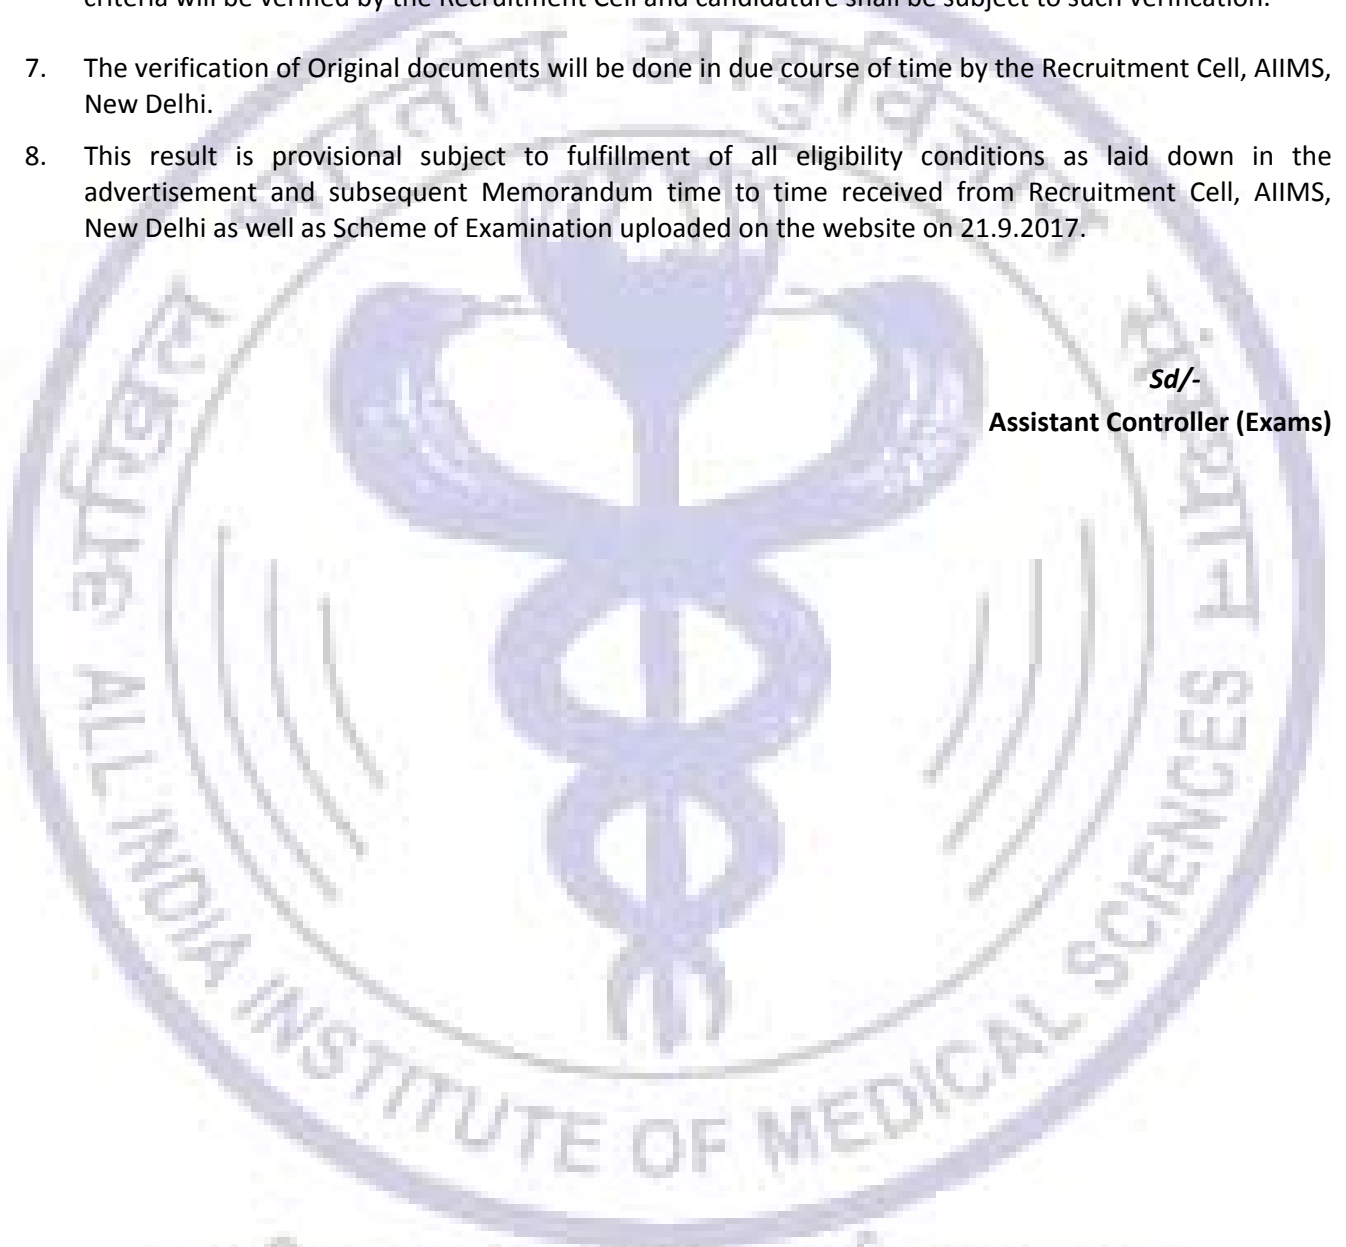 criteria will be verified by the Recruitment Cell and candidature shall be subject to such verification.
7. The verification of Original documents will be done in due course of time by the Recruitment Cell, AIIMS,
New Delhi.
8. This result is provisional subject to fulfillment of all eligibility conditions as laid down in the
advertisement and subsequent Memorandum time to time received from Recruitment Cell, AIIMS,
New Delhi as well as Scheme of Examination uploaded on the website on 21.9.2017.
Sd/-
Assistant Controller (Exams)
अखिल भारतीय आयुर्विज्ञान संस्थान
ALL INDIA INSTITUTE OF MEDICAL SCIENCES